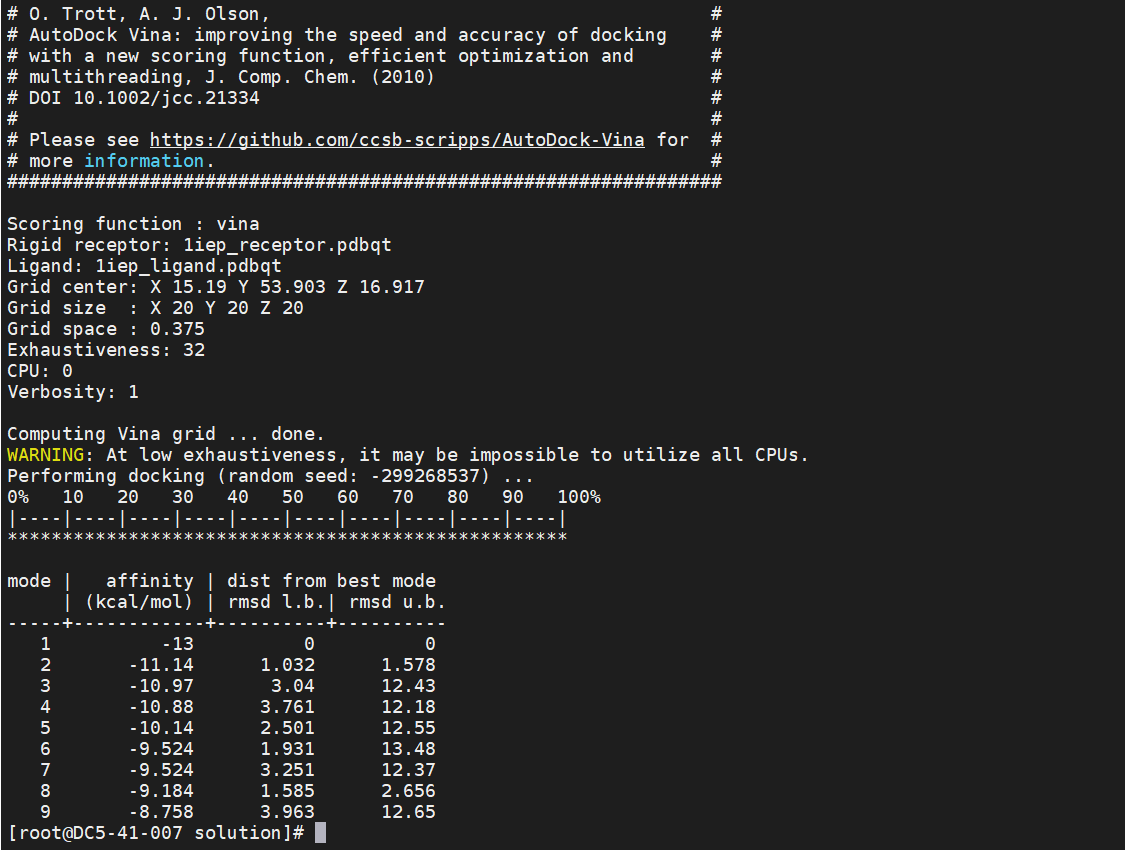 # O. Trott, A. J. Olson,                                        #
# AutoDock Vina: improving the speed and accuracy of docking    #
# with a new scoring function, efficient optimization and       #
# multithreading, J. Comp. Chem. (2010)                         #
# DOI 10.1002/jcc.21334                                         #
#                                                               #
# Please see https://github.com/ccsb-scripps/AutoDock-Vina for  #
# more information.                                             #
#################################################################

Scoring function : vina
Rigid receptor: 1iep_receptor.pdbqt
Ligand: 1iep_ligand.pdbqt
Grid center: X 15.19 Y 53.903 Z 16.917
Grid size  : X 20 Y 20 Z 20
Grid space : 0.375
Exhaustiveness: 32
CPU: 0
Verbosity: 1

Computing Vina grid ... done.
WARNING: At low exhaustiveness, it may be impossible to utilize all CPUs.
Performing docking (random seed: -299268537) ...
0%   10   20   30   40   50   60   70   80   90   100%
|----|----|----|----|----|----|----|----|----|----|
***************************************************

mode |   affinity | dist from best mode
     | (kcal/mol) | rmsd l.b.| rmsd u.b.
-----+------------+----------+----------
   1          -13          0          0
   2       -11.14      1.032      1.578
   3       -10.97       3.04      12.43
   4       -10.88      3.761      12.18
   5       -10.14      2.501      12.55
   6       -9.524      1.931      13.48
   7       -9.524      3.251      12.37
   8       -9.184      1.585      2.656
   9       -8.758      3.963      12.65
[root@DC5-41-007 solution]#